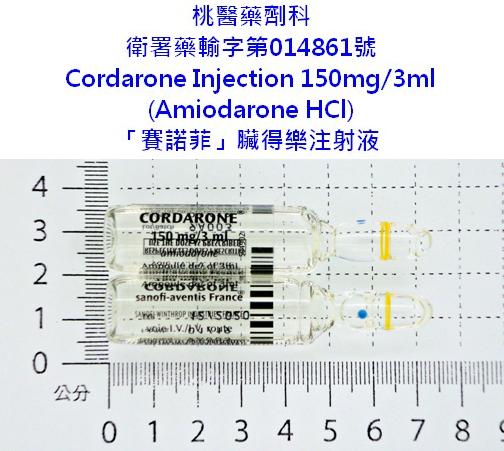 桃醫藥劑科
衛署藥輸字第014861號
Cordarone Injection 150mg/3ml
(Amiodarone HCl)
「賽諾菲」臟得樂注射液
4
3
2
1
0
公分
CORDARONE
150 mg/3 ml
amiodarone
sanofi-aventis France
voie I.V./I.V. route
0 1 2 3 4 5 6 7 8